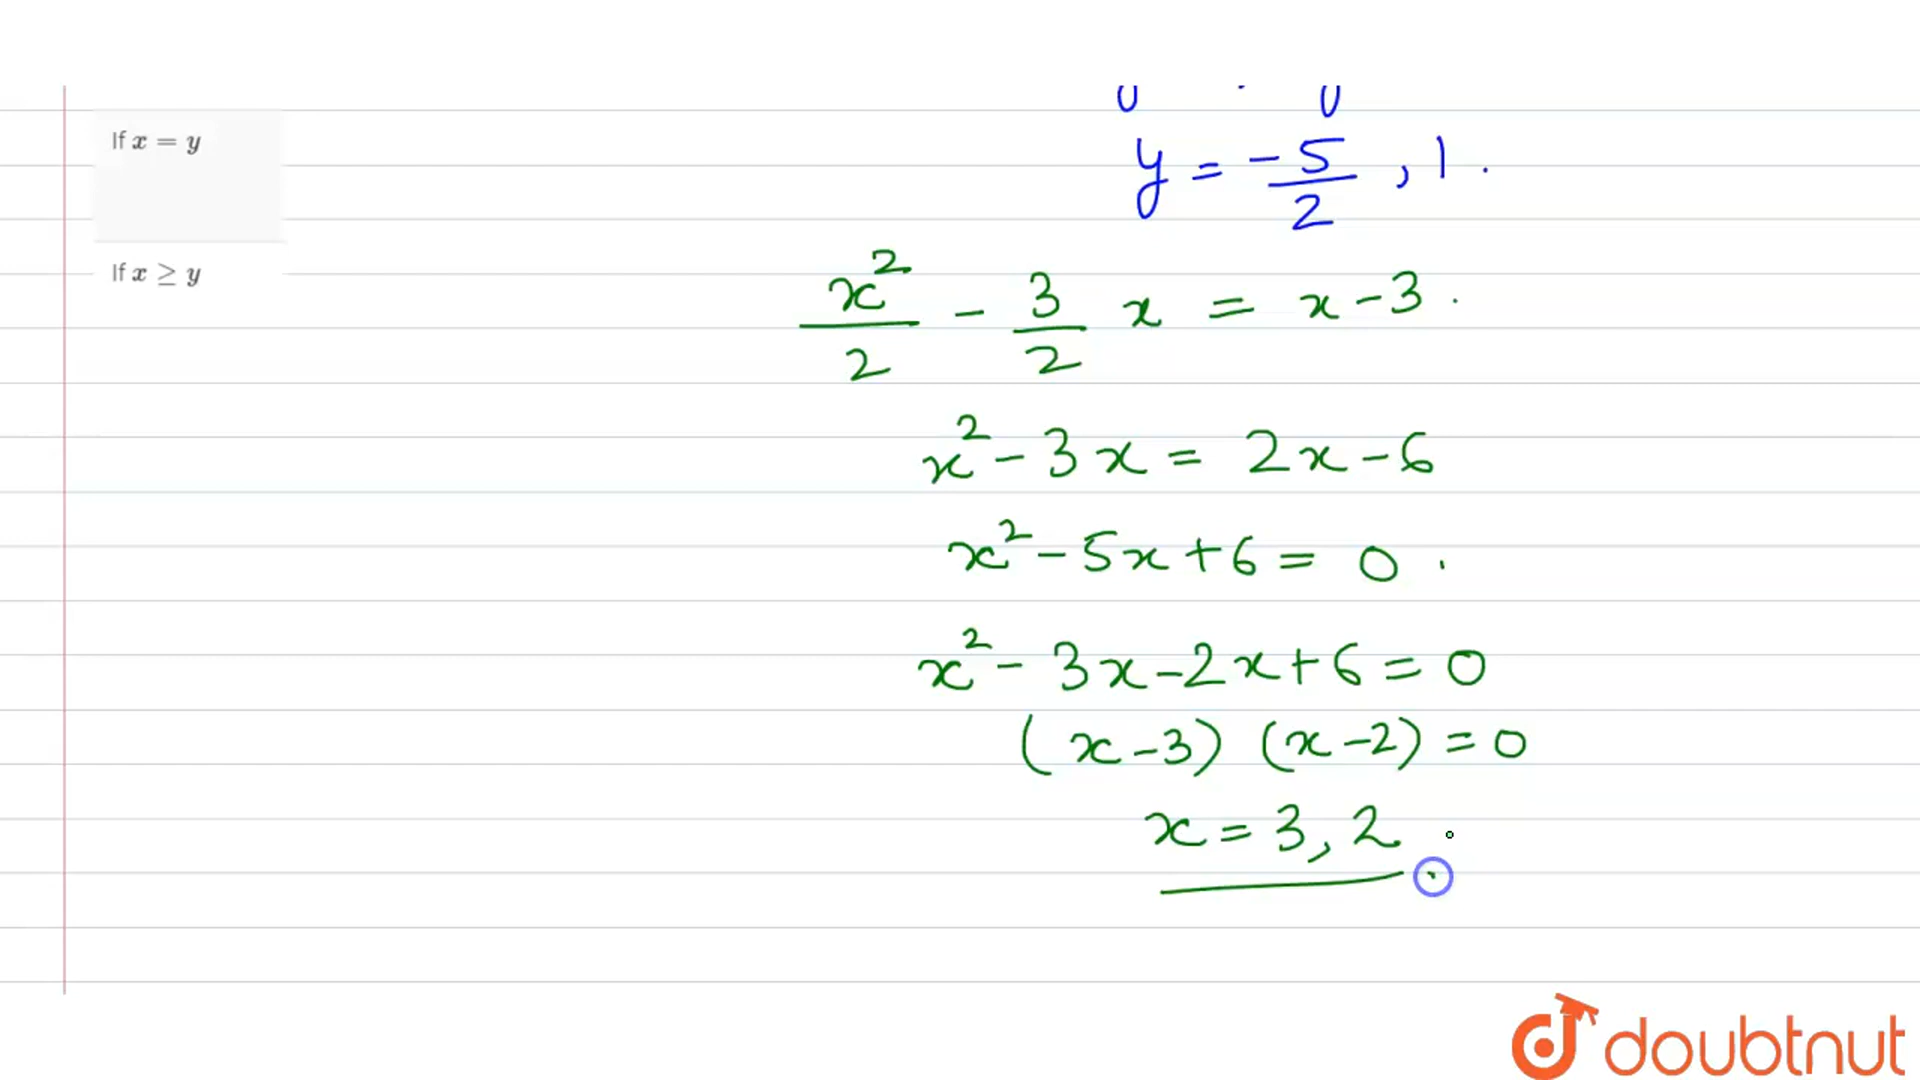 If x = y
If x ≥ y
y = -5/2 , 1 .
x²/2 - 3/2 x = x - 3 .
x² - 3x = 2x - 6
x² - 5x + 6 = 0 .
x² - 3x - 2x + 6 = 0
(x - 3) (x - 2) = 0
x = 3, 2 .
doubtnut